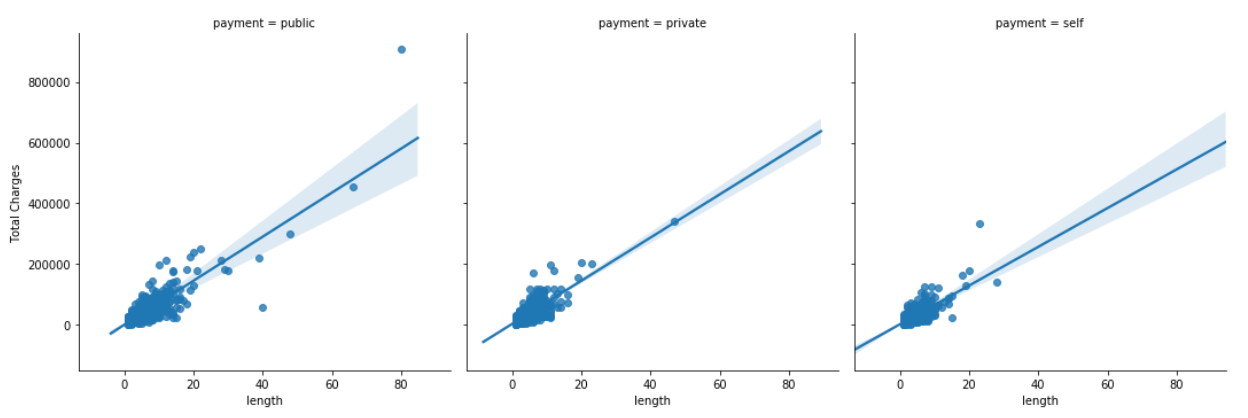 payment = public
payment = private
payment = self
Total Charges
800000
600000
400000
200000
0
0 20 40 60 80
0 20 40 60 80
0 20 40 60 80
length
length
length